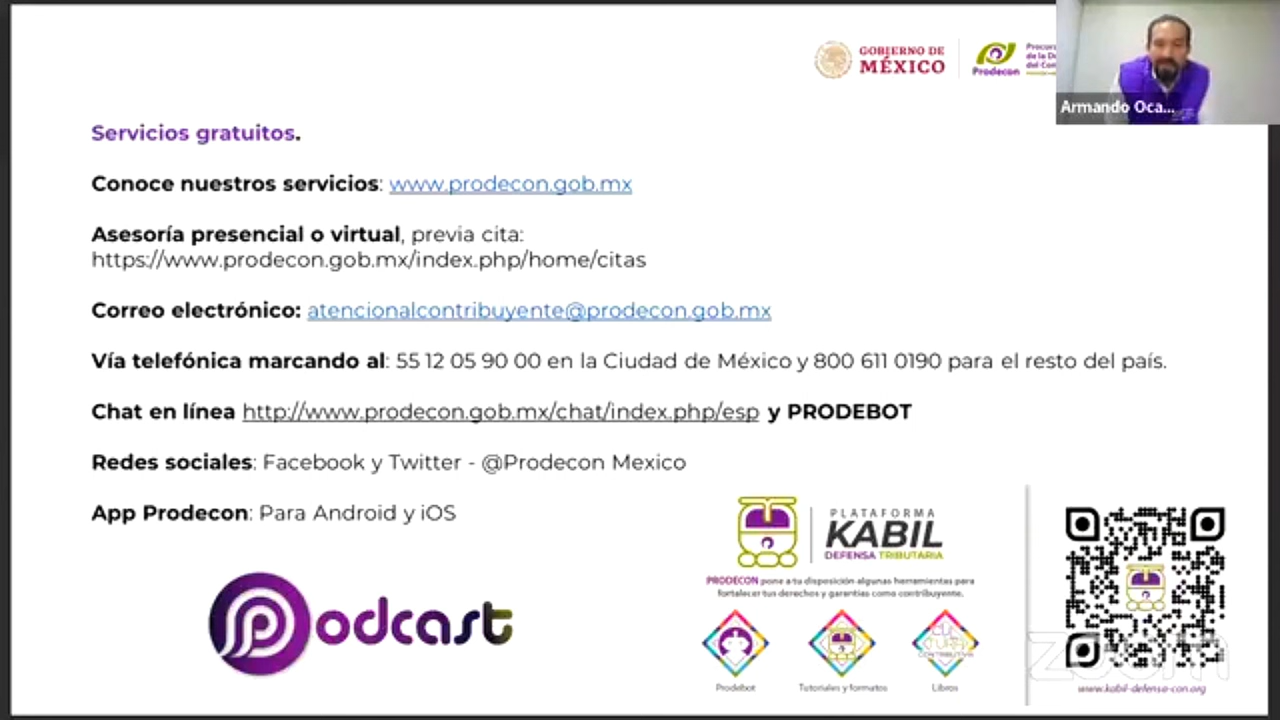 GOBIERNO DE
MÉXICO
Prodecon
Armando Oca...
Servicios gratuitos.
Conoce nuestros servicios: www.prodecon.gob.mx
Asesoría presencial o virtual, previa cita:
https://www.prodecon.gob.mx/index.php/home/citas
Correo electrónico: atencionalcontribuyente@prodecon.gob.mx
Vía telefónica marcando al: 55 12 05 90 00 en la Ciudad de México y 800 611 0190 para el resto del país.
Chat en línea http://www.prodecon.gob.mx/chat/index.php/esp y PRODEBOT
Redes sociales: Facebook y Twitter - @Prodecon Mexico
App Prodecon: Para Android y iOS
Podcast
PLATAFORMA
KABIL
DEFENSA TRIBUTARIA
PRODECON pone a tu disposición algunas herramientas para
fortalecer tus derechos y garantías como contribuyente.
Prodebot
Tutoriales y formatos
Libros
zoom
www.kabil-defensa-con.org